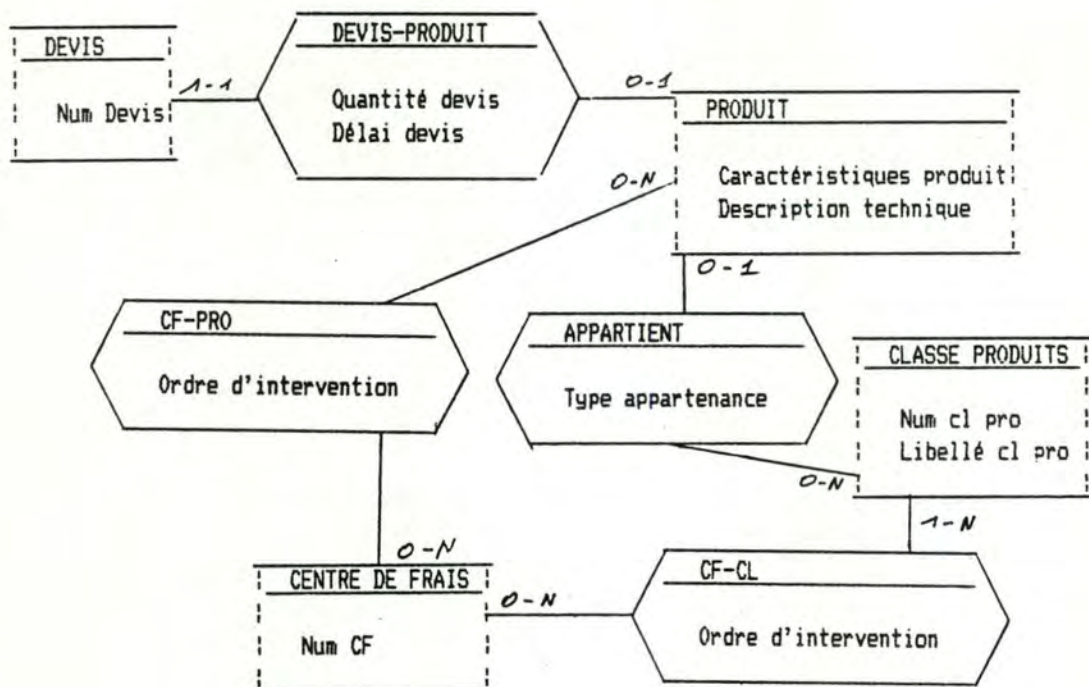 DEVIS
Num Devis
1-1
DEVIS-PRODUIT
Quantité devis
Délai devis
0-1
PRODUIT
Caractéristiques produit
Description technique
0-N
0-1
CF-PRO
Ordre d'intervention
APPARTIENT
Type appartenance
CLASSE PRODUITS
Num cl pro
Libellé cl pro
0-N
1-N
0-N
CENTRE DE FRAIS
Num CF
0-N
CF-CL
Ordre d'intervention